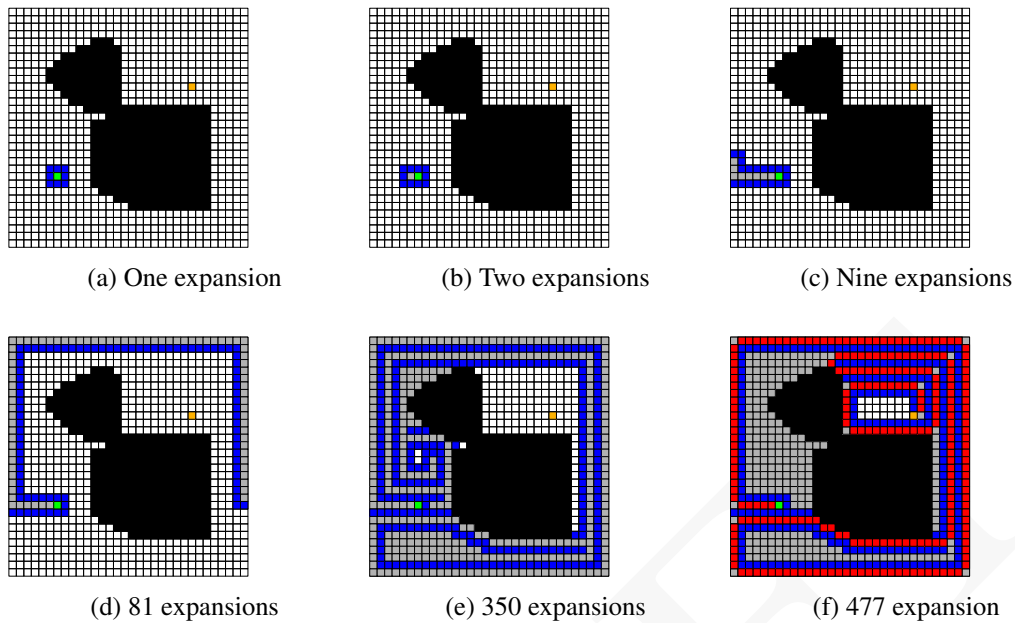 (a) One expansion
(b) Two expansions
(c) Nine expansions
(d) 81 expansions
(e) 350 expansions
(f) 477 expansion